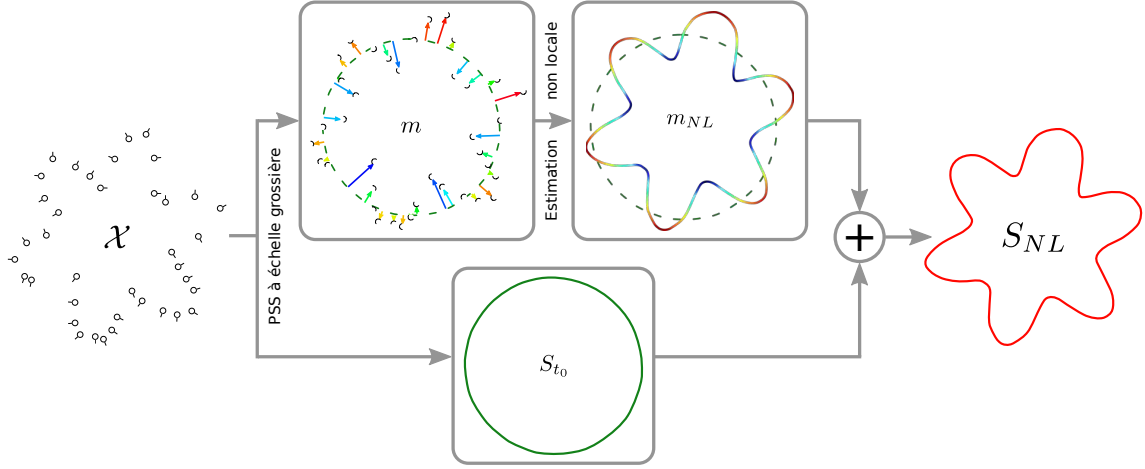 𝒳
PSS à échelle grossière
m
Estimation non locale
m_{NL}
S_{t_0}
+
S_{NL}